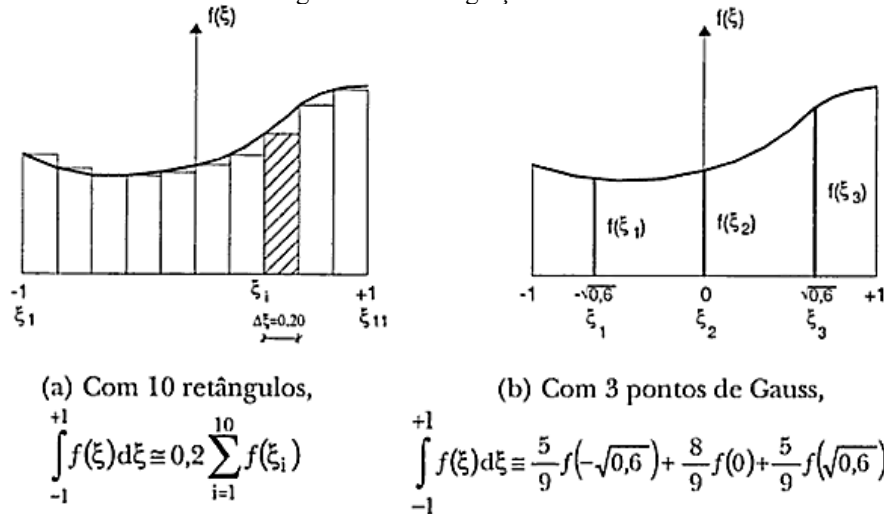 f(ξ)
-1
ξ1
ξi
+1
ξ11
Δξ=0,20
f(ξ)
f(ξ1)
f(ξ2)
f(ξ3)
-1
-√0,6
0
√0,6
+1
ξ1
ξ2
ξ3
(a) Com 10 retângulos,
∫_{-1}^{+1} f(ξ)dξ ≅ 0,2 ∑_{i=1}^{10} f(ξi)
(b) Com 3 pontos de Gauss,
∫_{-1}^{+1} f(ξ)dξ ≅ 5/9 f(-√0,6) + 8/9 f(0) + 5/9 f(√0,6)